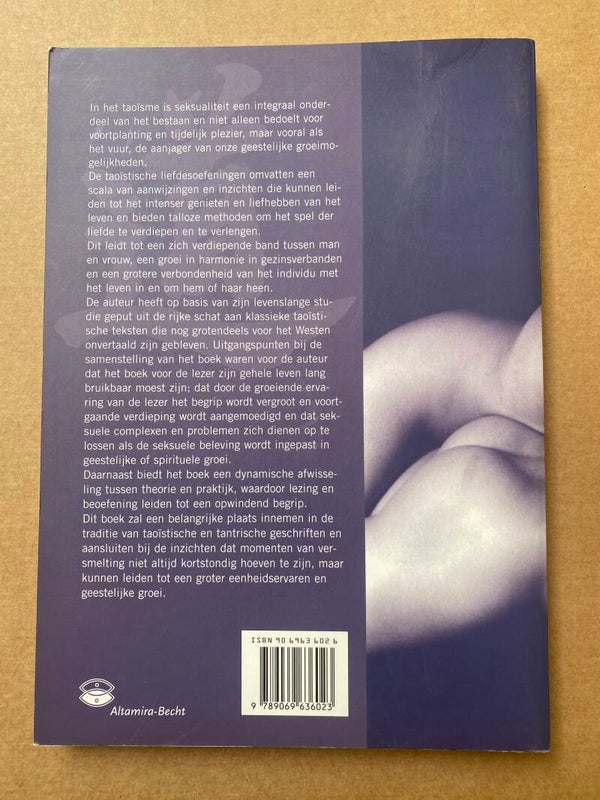 In het taoïsme is seksualiteit een integraal onder-
deel van het bestaan en niet alleen bedoelt voor
voortplanting en tijdelijk plezier, maar vooral als
het vuur, de aanjager van onze geestelijke groeimo-
gelijkheden.
De taoïstische liefdesoefeningen omvatten een
scala van aanwijzingen en inzichten die kunnen lei-
den tot het intenser genieten en liefhebben van het
leven en bieden talloze methoden om het spel der
liefde te verdiepen en te verlengen.
Dit leidt tot een zich verdiepende band tussen man
en vrouw, een groei in harmonie in gezinsverbanden
en een grotere verbondenheid van het individu met
het leven in en om hem of haar heen.
De auteur heeft op basis van zijn levenslange stu-
die geput uit de rijke schat aan klassieke taoïsti-
sche teksten die nog grotendeels voor het Westen
onvertaald zijn gebleven. Uitgangspunten bij de
samenstelling van het boek waren voor de auteur
dat het boek voor de lezer zijn gehele leven lang
bruikbaar moest zijn; dat door de groeiende erva-
ring van de lezer het begrip wordt vergroot en voort-
gaande verdieping wordt aangemoedigd en dat sek-
suele complexen en problemen zich dienen op te
lossen als de seksuele beleving wordt ingepast in
geestelijke of spirituele groei.
Daarnaast biedt het boek een dynamische afwisse-
ling tussen theorie en praktijk, waardoor lezing en
beoefening leiden tot een opwindend begrip.
Dit boek zal een belangrijke plaats innemen in de
traditie van taoïstische en tantrische geschriften en
aansluiten bij de inzichten dat momenten van ver-
smelting niet altijd kortstondig hoeven te zijn, maar
kunnen leiden tot een groter eenheidservaren en
geestelijke groei.
ISBN 90 6963 602 6
9 789069 636023
Altamira-Becht